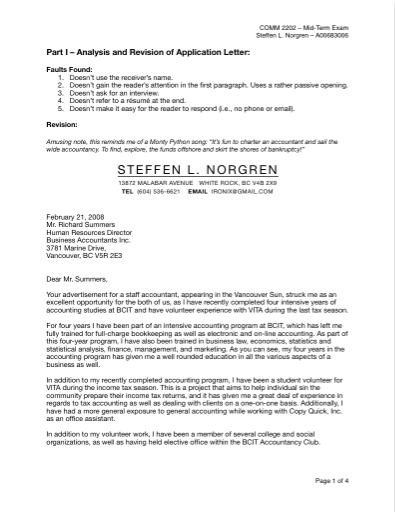 COMM 2202 – Mid-Term Exam
Steffen L. Norgren – A00683006
Part I – Analysis and Revision of Application Letter:
Faults Found:
1. Doesn't use the receiver's name.
2. Doesn't gain the reader's attention in the first paragraph. Uses a rather passive opening.
3. Doesn't ask for an interview.
4. Doesn't refer to a résumé at the end.
5. Doesn't make it easy for the reader to respond (i.e., no phone or email).
Revision:
Amusing note, this reminds me of a Monty Python song: "It's fun to charter an accountant and sail the
wide accountancy. To find, explore, the funds offshore and skirt the shores of bankruptcy!"
STEFFEN L. NORGREN
13872 MALABAR AVENUE WHITE ROCK, BC V4B 2X9
TEL (604) 536-6621 EMAIL IRONIX@GMAIL.COM
February 21, 2008
Mr. Richard Summers
Human Resources Director
Business Accountants Inc.
3781 Marine Drive,
Vancouver, BC V5R 2E3
Dear Mr. Summers,
Your advertisement for a staff accountant, appearing in the Vancouver Sun, struck me as an
excellent opportunity for the both of us, as I have recently completed four intensive years of
accounting studies at BCIT and have volunteer experience with VITA during the last tax season.
For four years I have been part of an intensive accounting program at BCIT, which has left me
fully trained for full-charge bookkeeping as well as electronic and on-line accounting. As part of
this four-year program, I have also been trained in business law, economics, statistics and
statistical analysis, finance, management, and marketing. As you can see, my four years in the
accounting program has given me a well rounded education in all the various aspects of a
business as well.
In addition to my recently completed accounting program, I have been a student volunteer for
VITA during the income tax season. This is a project that aims to help individual sin the
community prepare their income tax returns, and it has given me a great deal of experience in
regards to tax accounting as well as dealing with clients on a one-on-one basis. Additionally, I
have had a more general exposure to general accounting while working with Copy Quick, Inc.
as an office assistant.
In addition to my volunteer work, I have been a member of several college and social
organizations, as well as having held elective office within the BCIT Accountancy Club.
Page 1 of 4